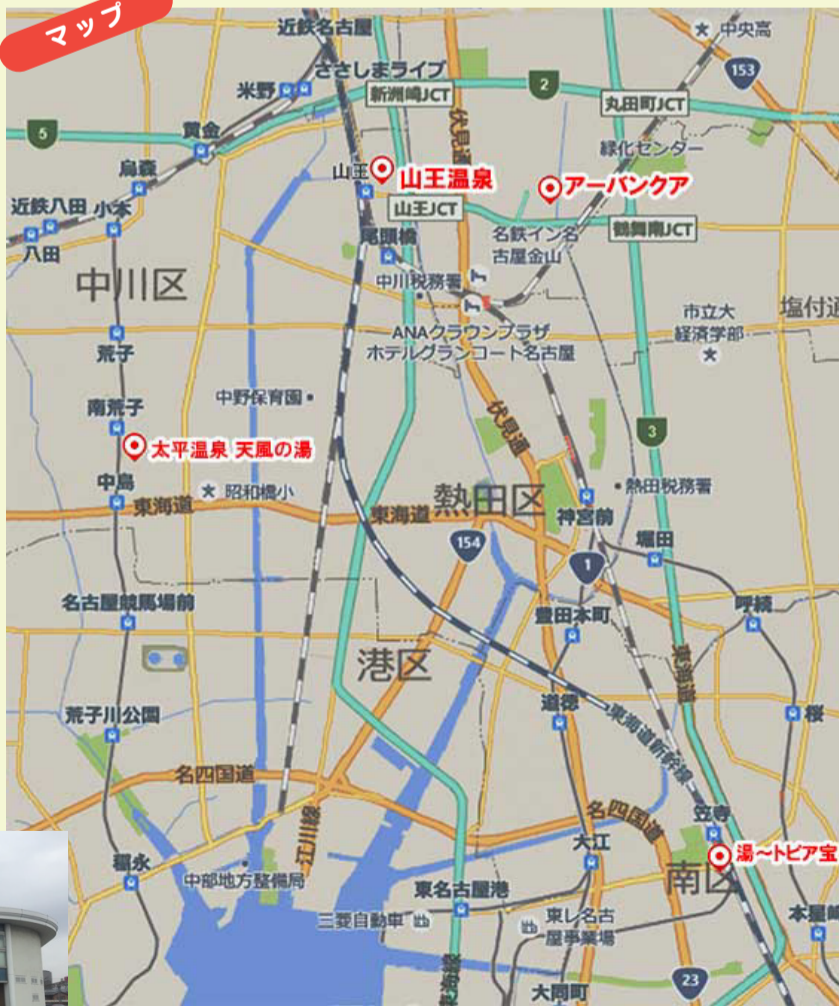 マップ
近鉄名古屋
中央高
153
ささしまライブ
米野
新洲崎JCT
2
丸田町JCT
5
黄金
伏見通
緑化センター
烏森
山王
山王温泉
アーバンクア
近鉄八田
小本
山王JCT
八田
尾頭橋
名鉄イン名
古屋金山
鶴舞南JCT
中川区
中川税務署
市立大
経済学部
塩付通
荒子
ANAクラウンプラザ
ホテルグランコート名古屋
南荒子
中野保育園
伏見通
3
太平温泉 天風の湯
中島
昭和橋小
東海道
東海道
熱田区
熱田税務署
神宮前
154
堀田
1
名古屋競馬場前
豊田本町
呼続
港区
東海道
荒子川公園
道徳
東海道新幹線
桜
名四国道
名四国道
笠寺
江川線
大江
湯~トピア宝
稲永
中部地方整備局
南区
東名古屋港
三菱自動車
東レ名古
屋事業場
本星崎
東海線
23
大同町